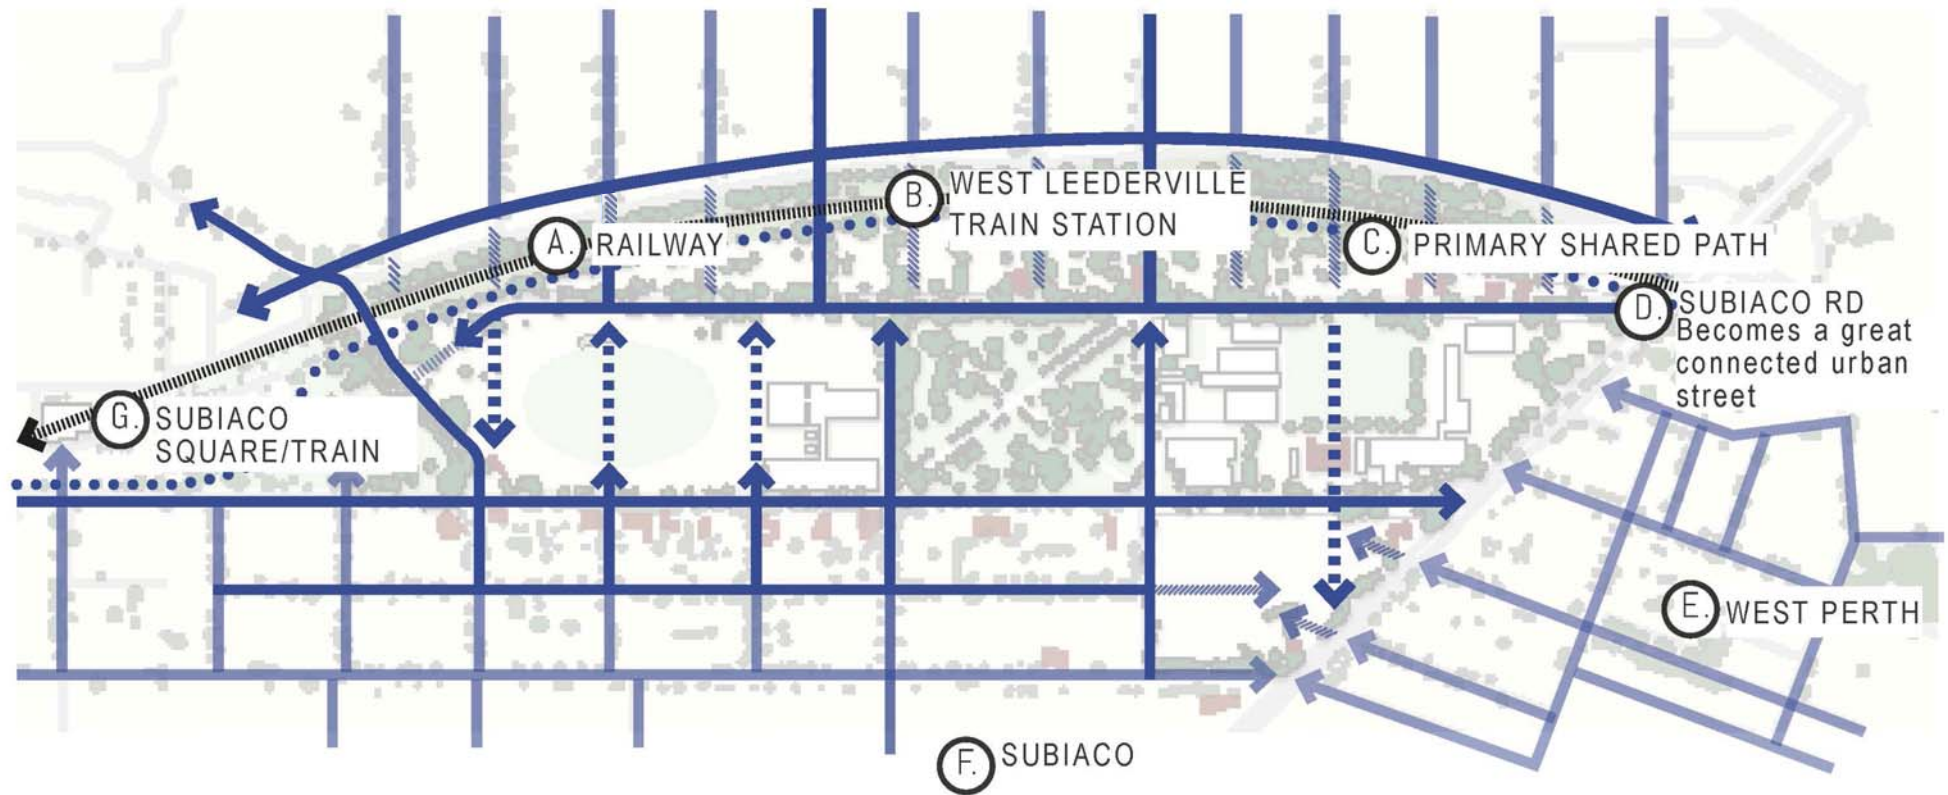 A. RAILWAY
B. WEST LEEDERVILLE
TRAIN STATION
C. PRIMARY SHARED PATH
D. SUBIACO RD
Becomes a great
connected urban
street
G. SUBIACO
SQUARE/TRAIN
E. WEST PERTH
F. SUBIACO